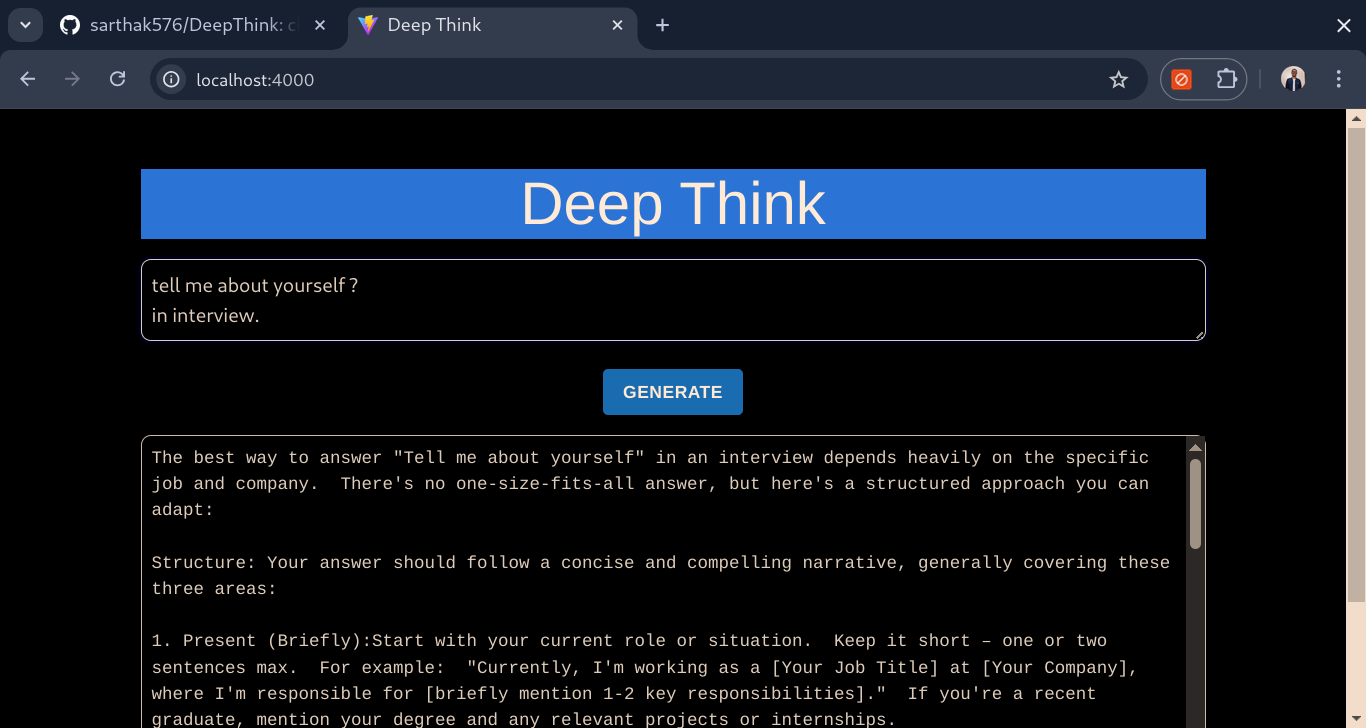 sarthak576/DeepThink: c
Deep Think
localhost:4000
Deep Think
tell me about yourself ?
in interview.
GENERATE
The best way to answer "Tell me about yourself" in an interview depends heavily on the specific
job and company.  There's no one-size-fits-all answer, but here's a structured approach you can
adapt:
Structure: Your answer should follow a concise and compelling narrative, generally covering these
three areas:
1. Present (Briefly):Start with your current role or situation.  Keep it short – one or two
sentences max.  For example:  "Currently, I'm working as a [Your Job Title] at [Your Company],
where I'm responsible for [briefly mention 1-2 key responsibilities]."  If you're a recent
graduate, mention your degree and any relevant projects or internships.